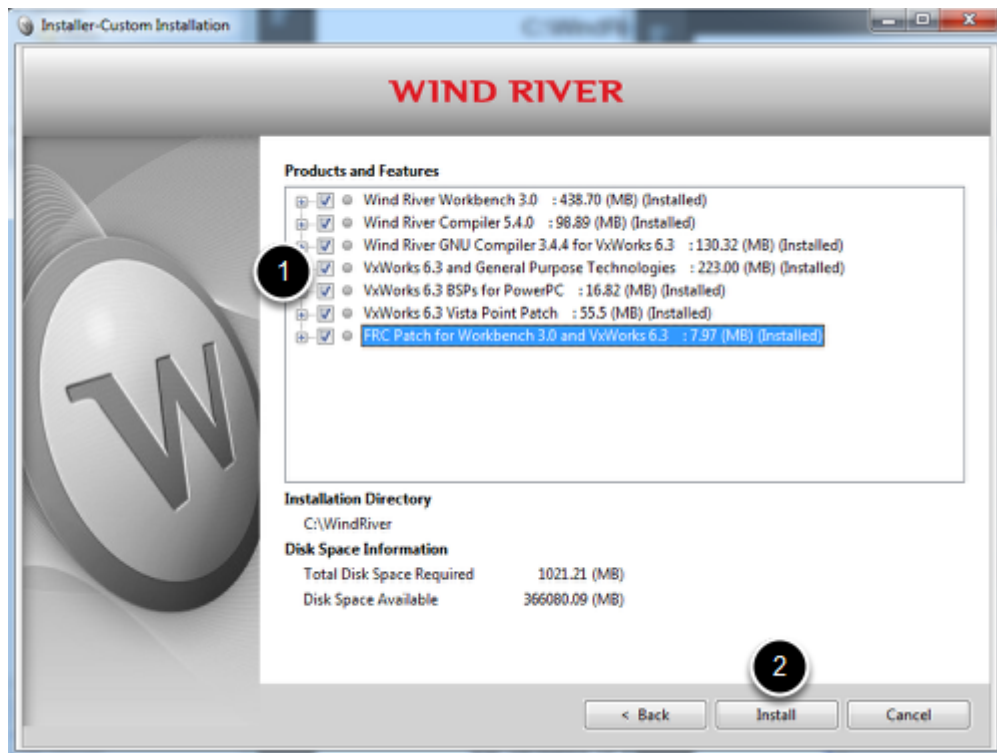 Installer-Custom Installation
WIND RIVER
Products and Features
Wind River Workbench 3.0 : 438.70 (MB) (Installed)
Wind River Compiler 5.4.0 : 98.89 (MB) (Installed)
Wind River GNU Compiler 3.4.4 for VxWorks 6.3 : 130.32 (MB) (Installed)
1 VxWorks 6.3 and General Purpose Technologies : 223.00 (MB) (Installed)
VxWorks 6.3 BSPs for PowerPC : 16.82 (MB) (Installed)
VxWorks 6.3 Vista Point Patch : 55.5 (MB) (Installed)
FRC Patch for Workbench 3.0 and VxWorks 6.3 : 7.97 (MB) (Installed)
W
Installation Directory
C:\WindRiver
Disk Space Information
Total Disk Space Required 1021.21 (MB)
Disk Space Available 366080.09 (MB)
2
< Back Install Cancel